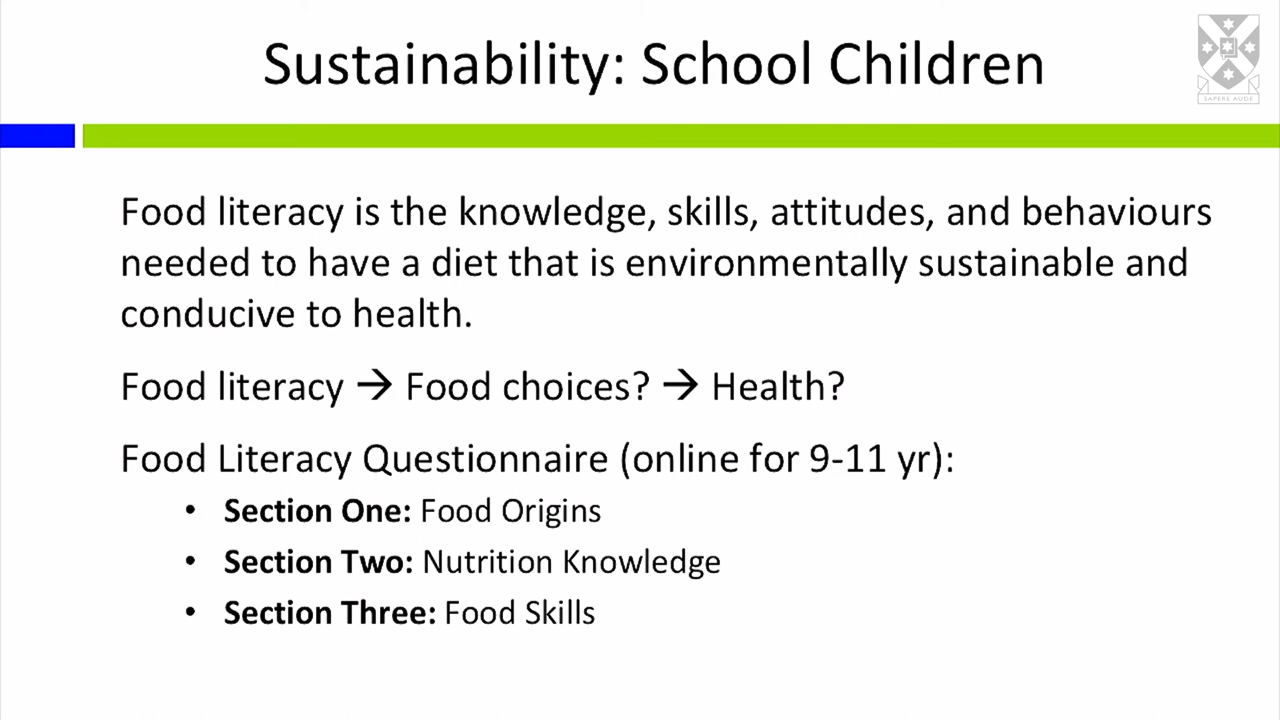 Sustainability: School Children
SAPERE AUDE
Food literacy is the knowledge, skills, attitudes, and behaviours
needed to have a diet that is environmentally sustainable and
conducive to health.
Food literacy → Food choices? → Health?
Food Literacy Questionnaire (online for 9-11 yr):
• Section One: Food Origins
• Section Two: Nutrition Knowledge
• Section Three: Food Skills